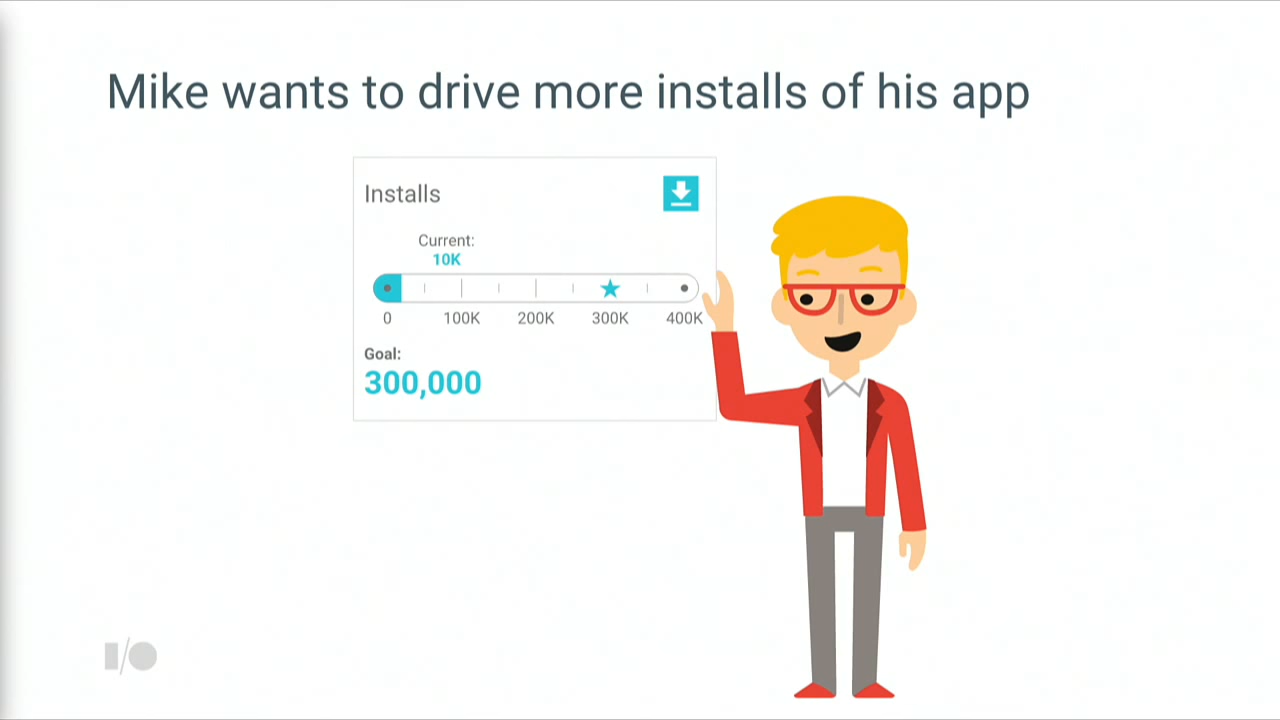 Mike wants to drive more installs of his app
Installs
Current:
10K
0 100K 200K 300K 400K
Goal:
300,000
I/O